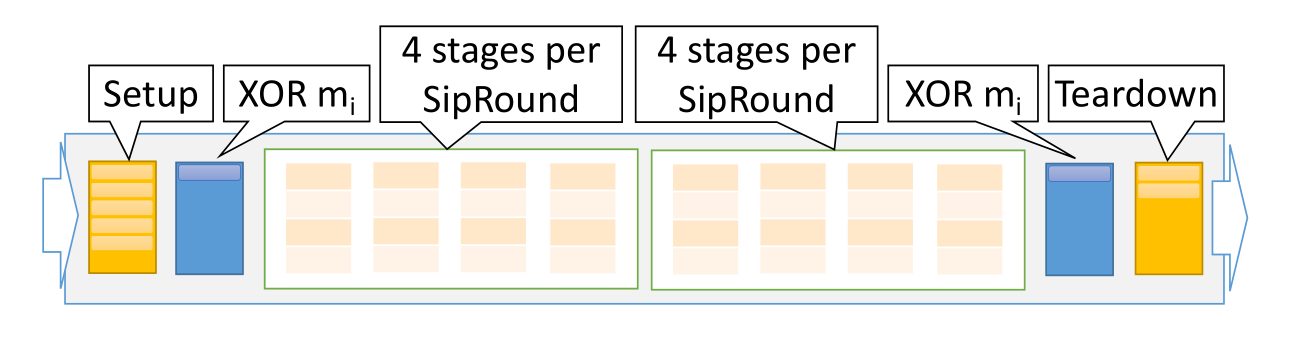 Setup
XOR mi
4 stages per
SipRound
4 stages per
SipRound
XOR mi
Teardown